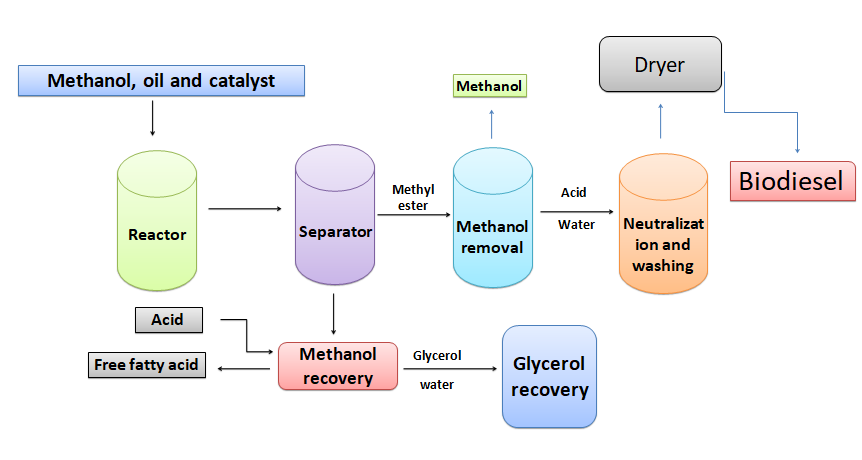 Methanol, oil and catalyst
Methanol
Dryer
Biodiesel
Reactor
Separator
Methyl
ester
Methanol
removal
Acid
Water
Neutralizat
ion and
washing
Acid
Free fatty acid
Methanol
recovery
Glycerol
water
Glycerol
recovery